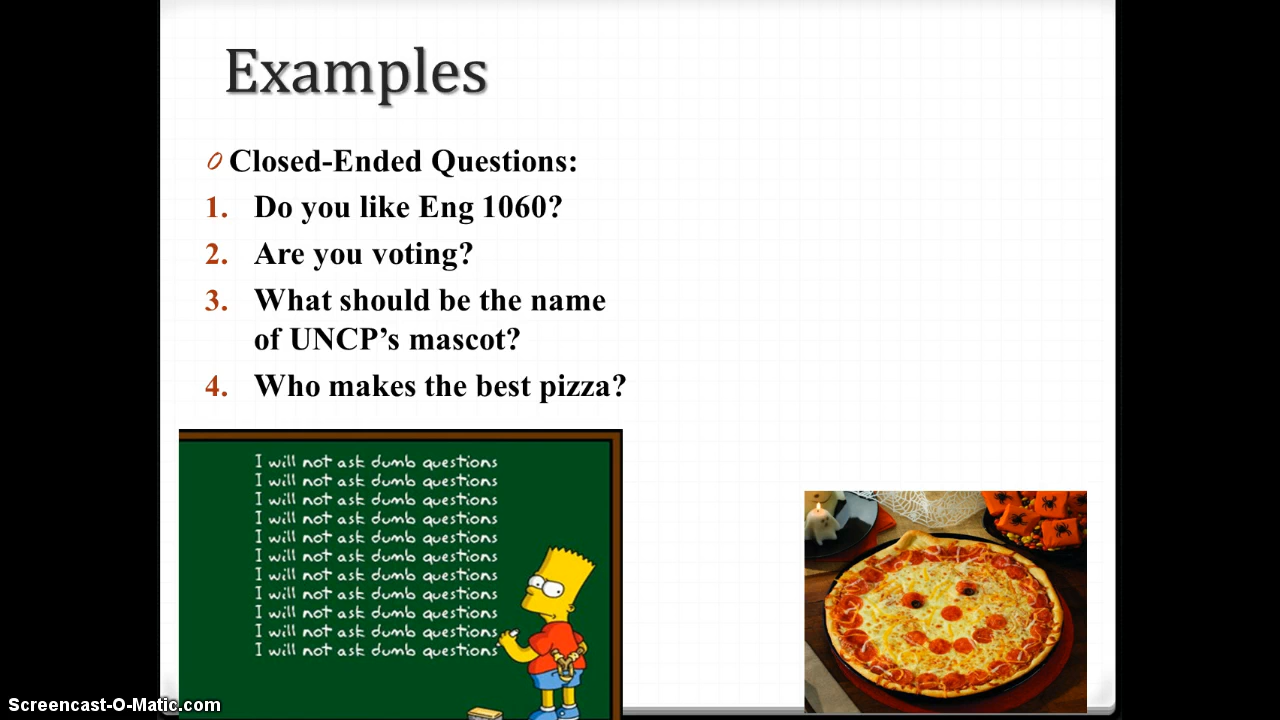 Examples
Closed-Ended Questions:
1. Do you like Eng 1060?
2. Are you voting?
3. What should be the name
of UNCP’s mascot?
4. Who makes the best pizza?
I will not ask dumb questions
I will not ask dumb questions
I will not ask dumb questions
I will not ask dumb questions
I will not ask dumb questions
I will not ask dumb questions
I will not ask dumb questions
I will not ask dumb questions
I will not ask dumb questions
I will not ask dumb questions
I will not ask dumb questions
Screencast-O-Matic.com